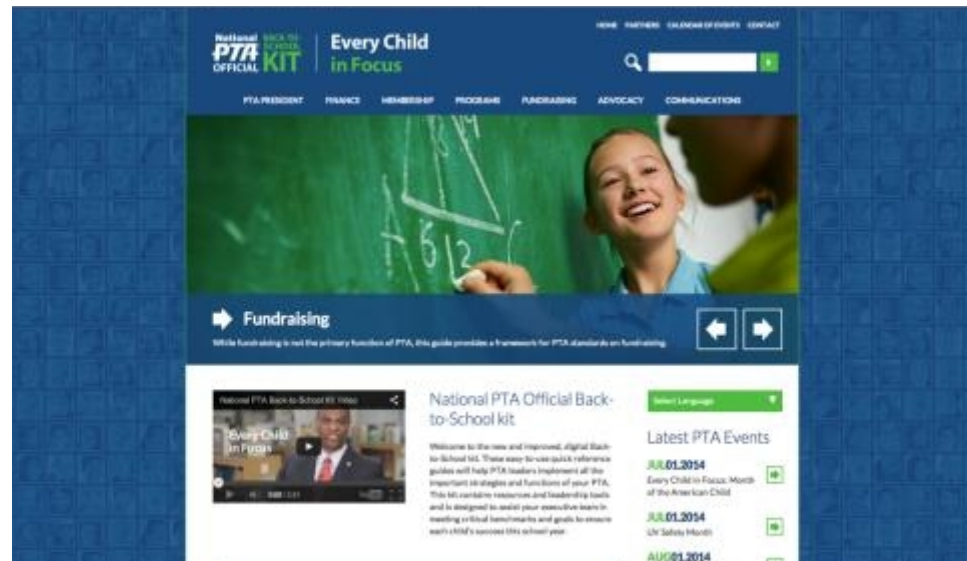 HOME PARTNERS CALENDAR OF EVENTS CONTACT
National BACK-TO-
PTA SCHOOL
OFFICIAL KIT
Every Child
in Focus
PTA PRESIDENT FINANCE MEMBERSHIP PROGRAMS FUNDRAISING ADVOCACY COMMUNICATIONS
6 12
Fundraising
While fundraising is not the primary function of PTA, this guide provides a framework for PTA standards on fundraising.
National PTA Back-to-School Kit Video
Every Child
in Focus
National PTA Official Back-
to-School kit
Welcome to the new and improved, digital Back-
to-School kit. These easy-to-use quick reference
guides will help PTA leaders implement all the
important strategies and functions of your PTA.
This kit contains resources and leadership tools
and is designed to assist your executive team in
meeting critical benchmarks and goals to ensure
each child's success this school year.
Select Language
Latest PTA Events
JUL01.2014
Every Child in Focus: Month
of the American Child
JUL01.2014
UV Safety Month
AUG01.2014